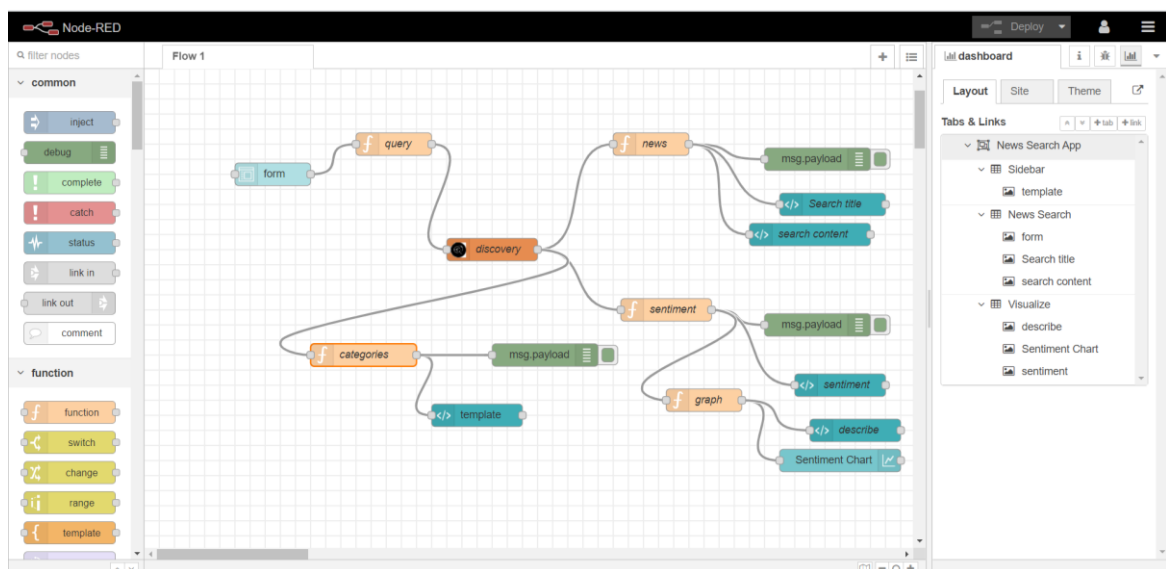 Node-RED
Deploy
filter nodes
Flow 1
dashboard
i
common
inject
debug
complete
catch
status
link in
link out
comment
function
function
switch
change
range
template
form
query
discovery
news
msg.payload
Search title
search content
sentiment
msg.payload
sentiment
categories
msg.payload
template
graph
describe
Sentiment Chart
Layout
Site
Theme
Tabs & Links
+tab
+link
News Search App
Sidebar
template
News Search
form
Search title
search content
Visualize
describe
Sentiment Chart
sentiment